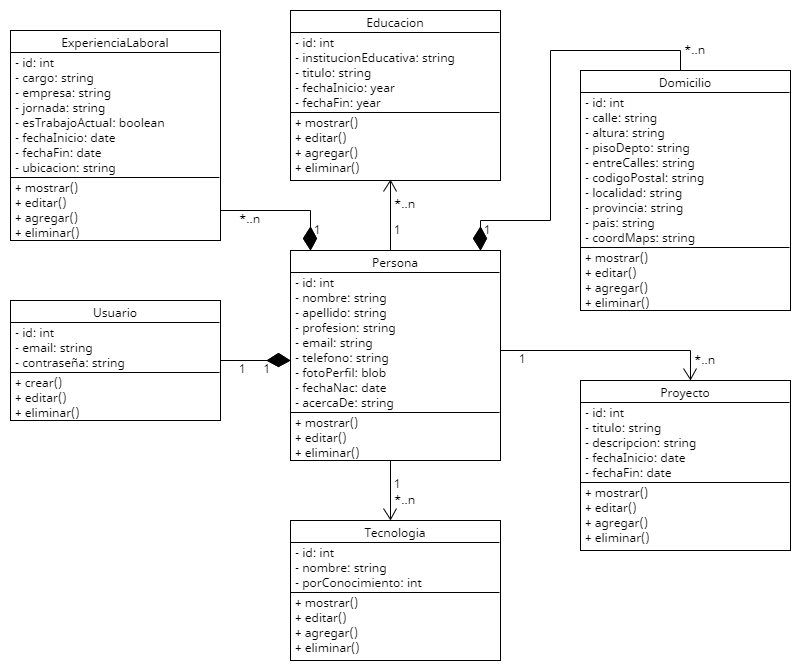 ExperienciaLaboral
- id: int
- cargo: string
- empresa: string
- jornada: string
- esTrabajoActual: boolean
- fechaInicio: date
- fechaFin: date
- ubicacion: string
+ mostrar()
+ editar()
+ agregar()
+ eliminar()
*..n
1
Educacion
- id: int
- institucionEducativa: string
- titulo: string
- fechaInicio: year
- fechaFin: year
+ mostrar()
+ editar()
+ agregar()
+ eliminar()
*..n
1
*..n
1
Domicilio
- id: int
- calle: string
- altura: string
- pisoDepto: string
- entreCalles: string
- codigoPostal: string
- localidad: string
- provincia: string
- pais: string
- coordMaps: string
+ mostrar()
+ editar()
+ agregar()
+ eliminar()
Usuario
- id: int
- email: string
- contraseña: string
+ crear()
+ editar()
+ eliminar()
1
1
Persona
- id: int
- nombre: string
- apellido: string
- profesion: string
- email: string
- telefono: string
- fotoPerfil: blob
- fechaNac: date
- acercaDe: string
+ mostrar()
+ editar()
+ eliminar()
1
*..n
Proyecto
- id: int
- titulo: string
- descripcion: string
- fechaInicio: date
- fechaFin: date
+ mostrar()
+ editar()
+ agregar()
+ eliminar()
1
*..n
Tecnologia
- id: int
- nombre: string
- porConocimiento: int
+ mostrar()
+ editar()
+ agregar()
+ eliminar()